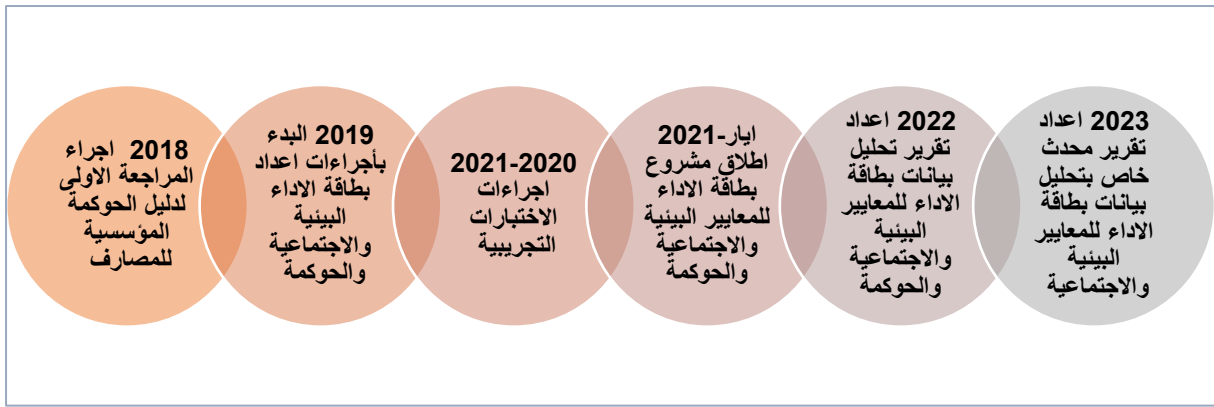 2018 اجراء
المراجعة الاولى
لدليل الحوكمة
المؤسسية
للمصارف
2019 البدء
بأجراءات اعداد
بطاقة الاداء
البيئية
والاجتماعية
والحوكمة
2020-2021
اجراءات
الاختبارات
التجريبية
ايار-2021
اطلاق مشروع
بطاقة الاداء
للمعايير البيئية
والاجتماعية
والحوكمة
2022 اعداد
تقرير تحليل
بيانات بطاقة
الاداء للمعايير
البيئية
والاجتماعية
والحوكمة
2023 اعداد
تقرير محدث
خاص بتحليل
بيانات بطاقة
الاداء للمعايير
البيئية
والاجتماعية